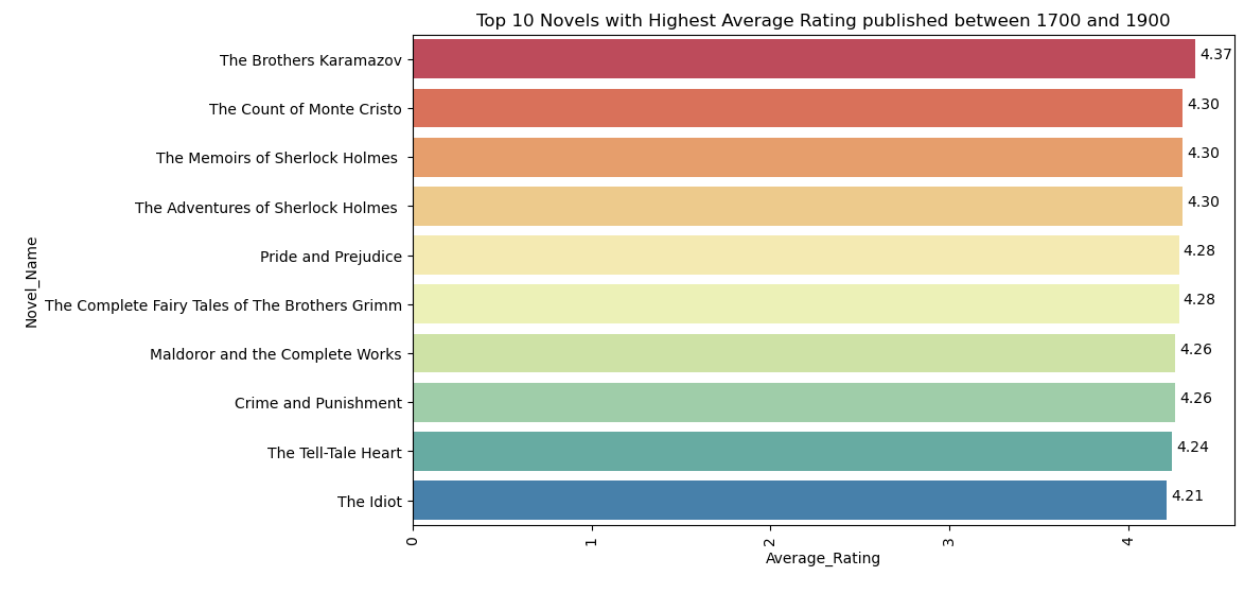 Top 10 Novels with Highest Average Rating published between 1700 and 1900
The Brothers Karamazov 4.37
The Count of Monte Cristo 4.30
The Memoirs of Sherlock Holmes 4.30
The Adventures of Sherlock Holmes 4.30
Pride and Prejudice 4.28
The Complete Fairy Tales of The Brothers Grimm 4.28
Maldoror and the Complete Works 4.26
Crime and Punishment 4.26
The Tell-Tale Heart 4.24
The Idiot 4.21
Novel_Name
0 1 2 3 4
Average_Rating